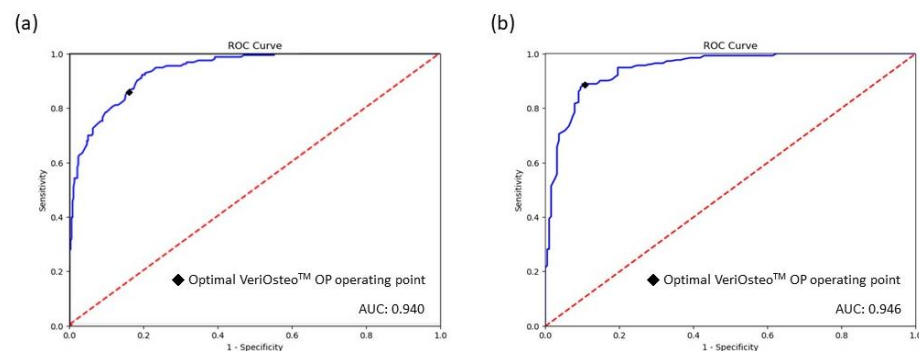 (a)
ROC Curve
1.0
0.8
0.6
0.4
0.2
0.0
Sensitivity
◆ Optimal VeriOsteo™ OP operating point
AUC: 0.940
0.0 0.2 0.4 0.6 0.8 1.0
1 - Specificity
(b)
ROC Curve
1.0
0.8
0.6
0.4
0.2
0.0
Sensitivity
◆ Optimal VeriOsteo™ OP operating point
AUC: 0.946
0.0 0.2 0.4 0.6 0.8 1.0
1 - Specificity